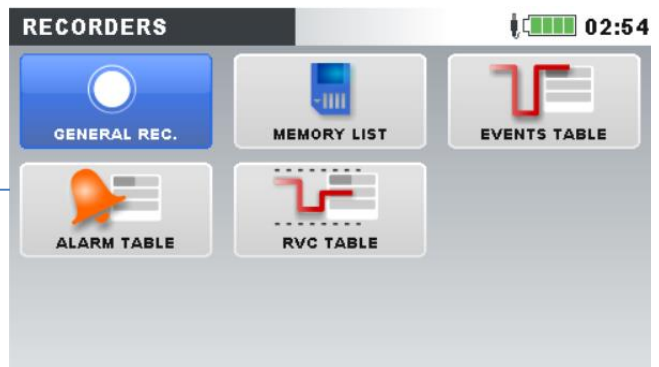 RECORDERS 02:54
GENERAL REC. MEMORY LIST EVENTS TABLE
ALARM TABLE RVC TABLE